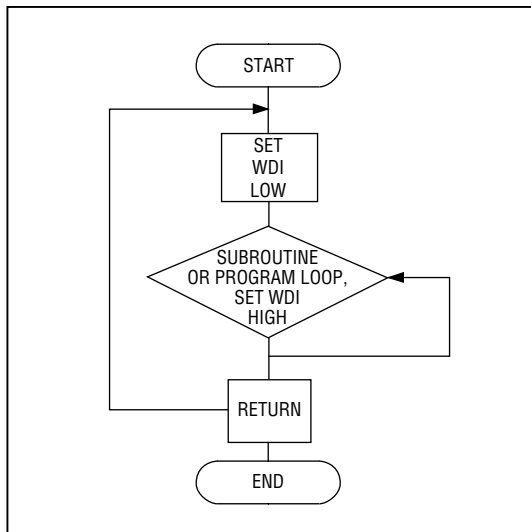 START
SET
WDI
LOW
SUBROUTINE
OR PROGRAM LOOP,
SET WDI
HIGH
RETURN
END